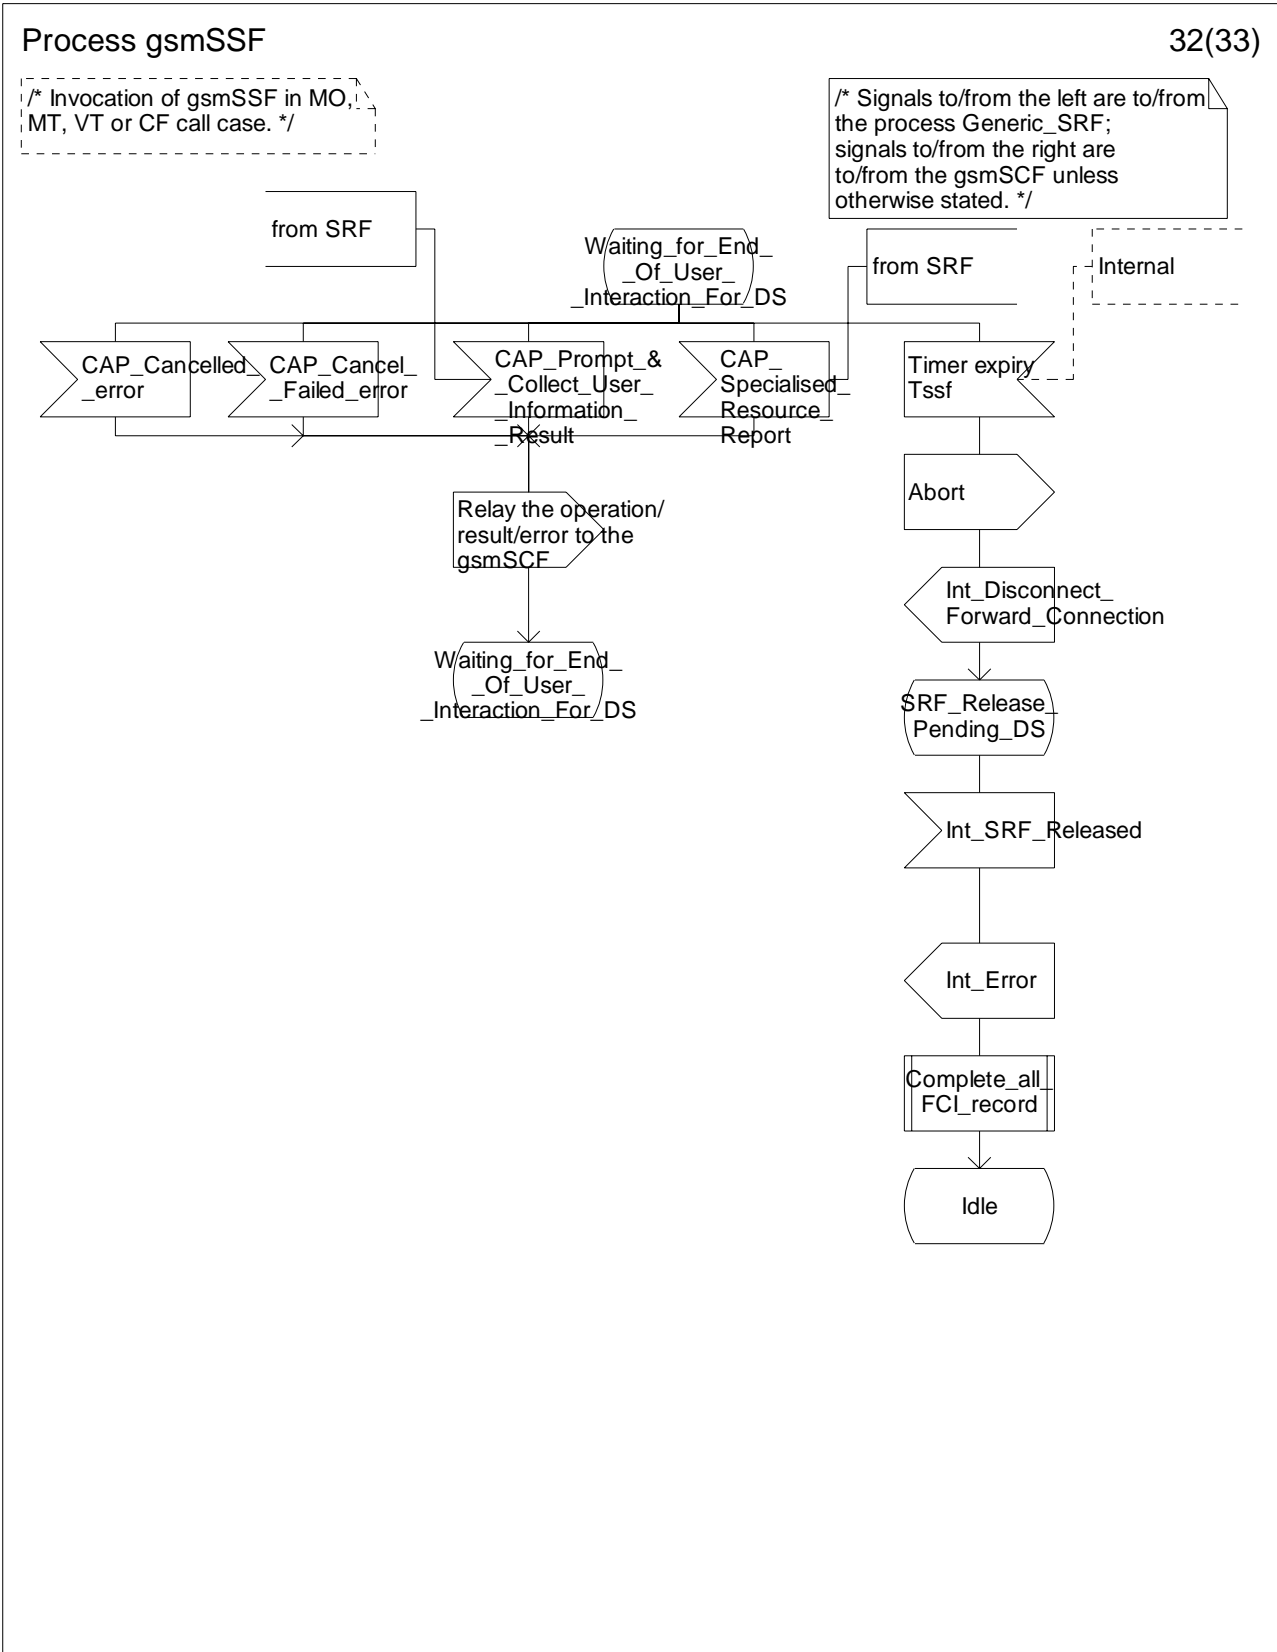 Process gsmSSF
32(33)
/* Invocation of gsmSSF in MO,
MT, VT or CF call case. */
/* Signals to/from the left are to/from
the process Generic_SRF;
signals to/from the right are
to/from the gsmSCF unless
otherwise stated. */
from SRF
Waiting_for_End_
_Of_User_
_Interaction_For_DS
from SRF
Internal
CAP_Cancelled_
_error
CAP_Cancel_
_Failed_error
CAP_Prompt_&
_Collect_User_
_Information_
_Result
CAP_
Specialised_
Resource_
Report
Timer expiry
Tssf
Abort
Relay the operation/
result/error to the
gsmSCF
Int_Disconnect_
Forward_Connection
Waiting_for_End_
_Of_User_
_Interaction_For_DS
SRF_Release_
Pending_DS
Int_SRF_Released
Int_Error
Complete_all_
FCI_record
Idle